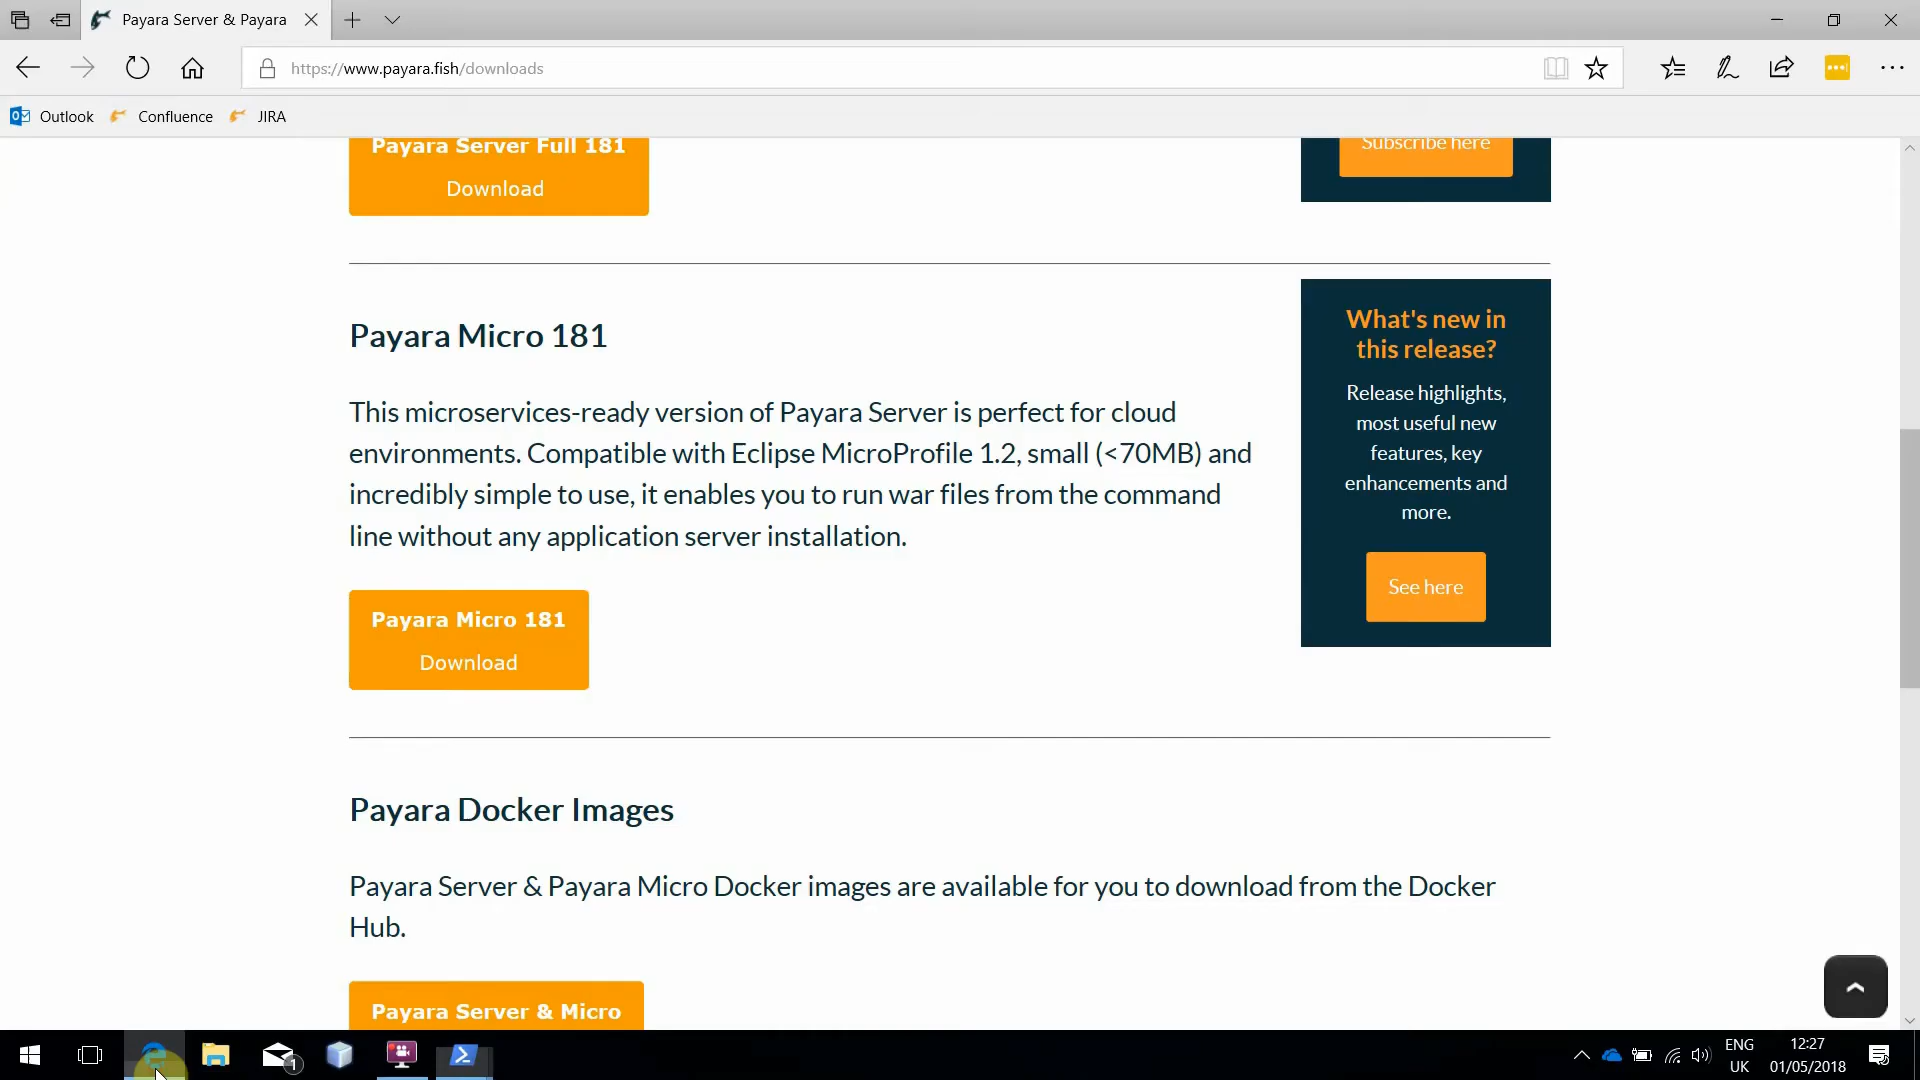 Payara Server & Payara
https://www.payara.fish/downloads
Outlook
Confluence
JIRA
Payara Server Full 181
Download
Subscribe here
Payara Micro 181
This microservices-ready version of Payara Server is perfect for cloud
environments. Compatible with Eclipse MicroProfile 1.2, small (<70MB) and
incredibly simple to use, it enables you to run war files from the command
line without any application server installation.
Payara Micro 181
Download
What's new in
this release?
Release highlights,
most useful new
features, key
enhancements and
more.
See here
Payara Docker Images
Payara Server & Payara Micro Docker images are available for you to download from the Docker
Hub.
Payara Server & Micro
1
ENG
UK
12:27
01/05/2018